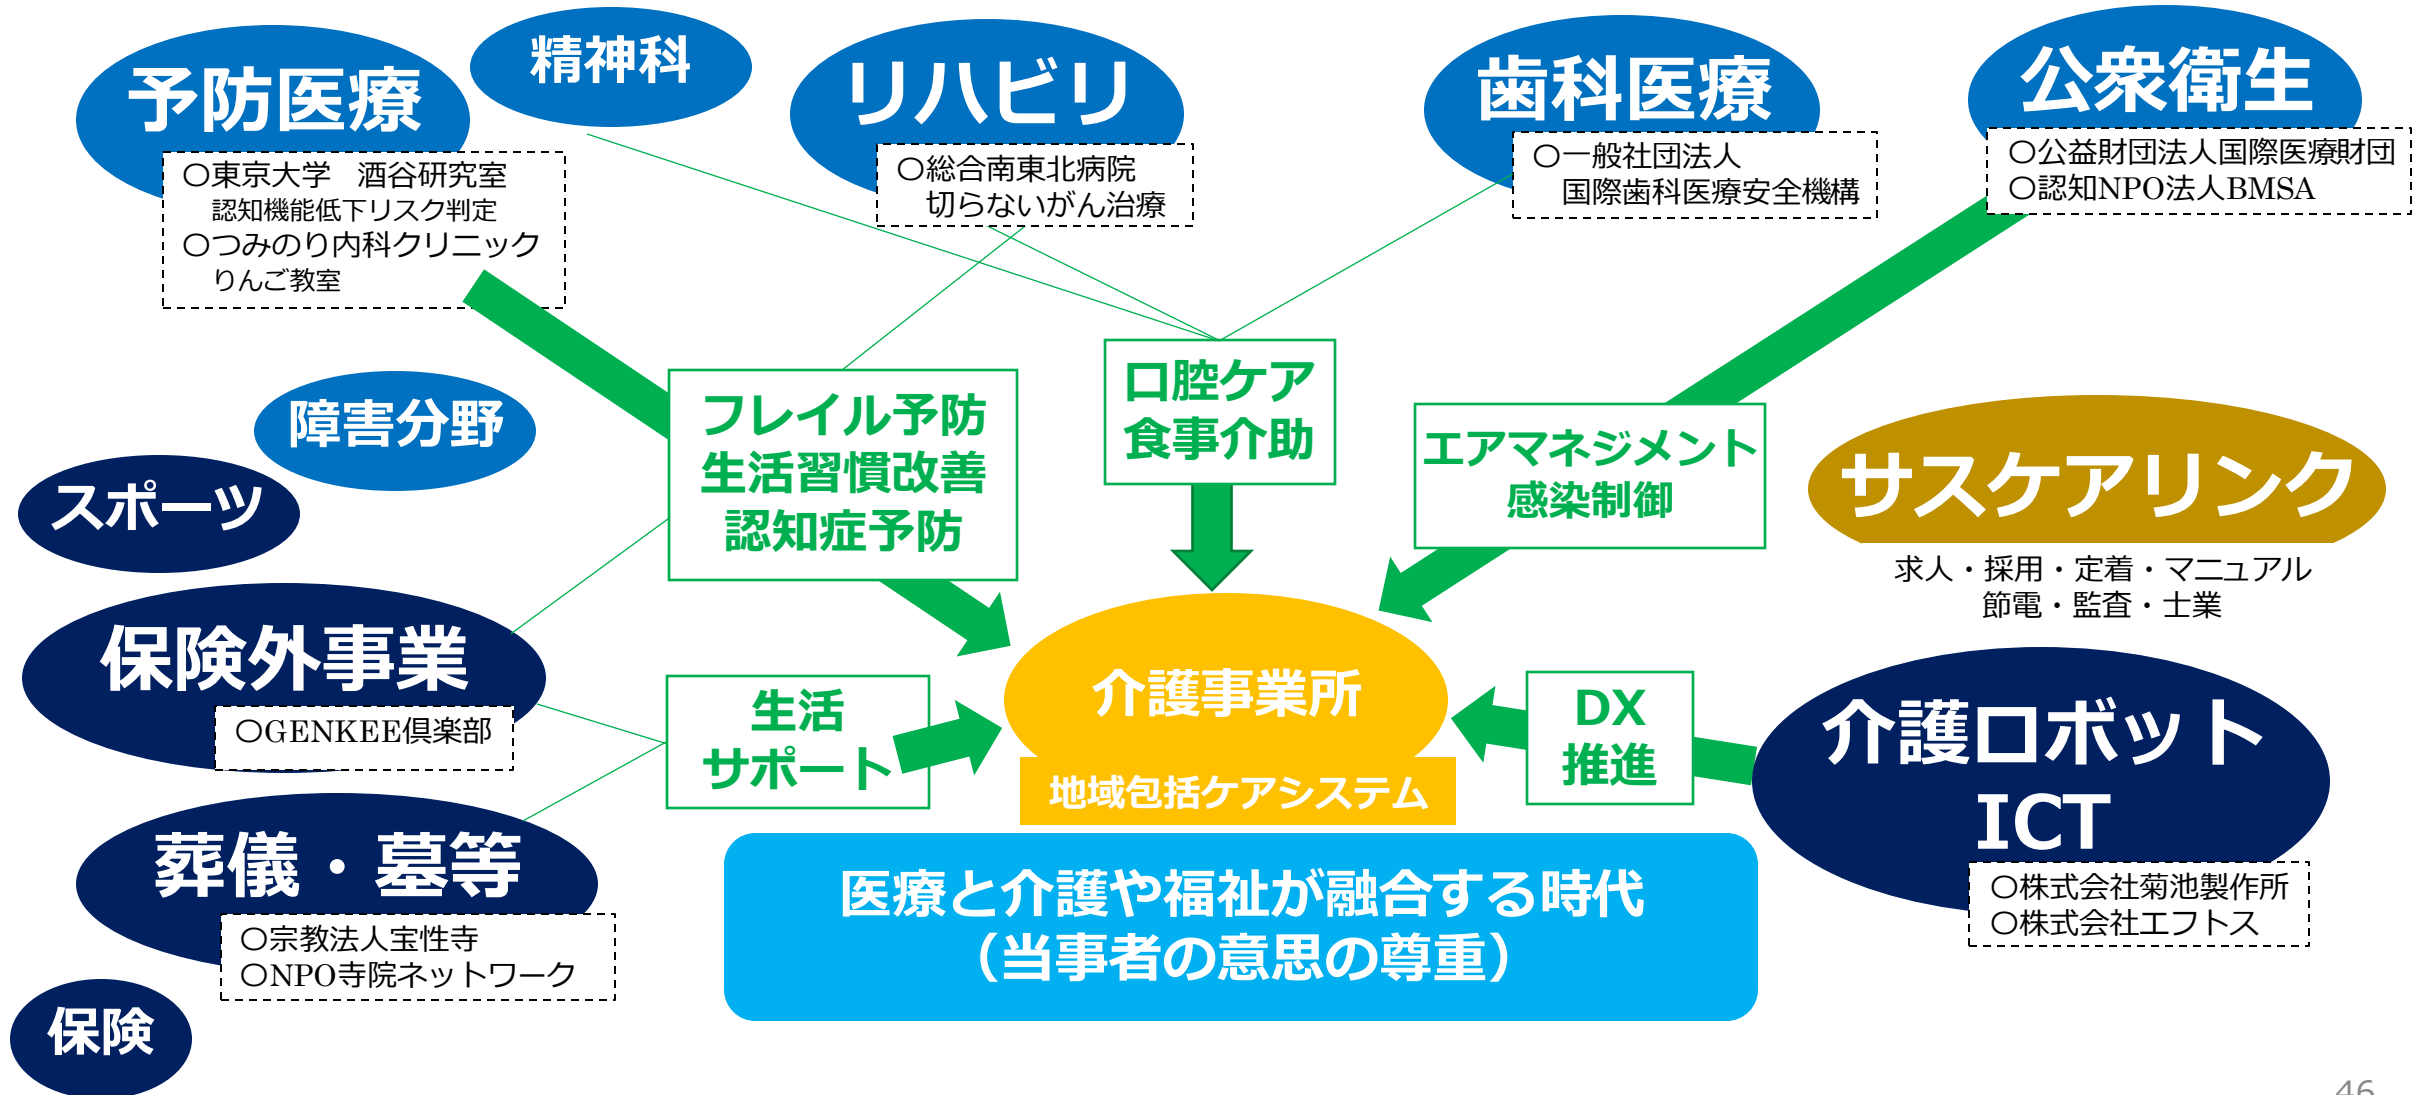 予防医療
〇東京大学　酒谷研究室
認知機能低下リスク判定
〇つみのり内科クリニック
りんご教室
精神科
リハビリ
〇総合南東北病院
切らないがん治療
歯科医療
〇一般社団法人
国際歯科医療安全機構
公衆衛生
〇公益財団法人国際医療財団
〇認知NPO法人BMSA
障害分野
スポーツ
フレイル予防
生活習慣改善
認知症予防
口腔ケア
食事介助
エアマネジメント
感染制御
サスケアリンク
求人・採用・定着・マニュアル
節電・監査・士業
保険外事業
〇GENKEE倶楽部
生活
サポート
介護事業所
地域包括ケアシステム
DX
推進
介護ロボット
ICT
〇株式会社菊池製作所
〇株式会社エフトス
葬儀・墓等
〇宗教法人宝性寺
〇NPO寺院ネットワーク
医療と介護や福祉が融合する時代
（当事者の意思の尊重）
保険
46